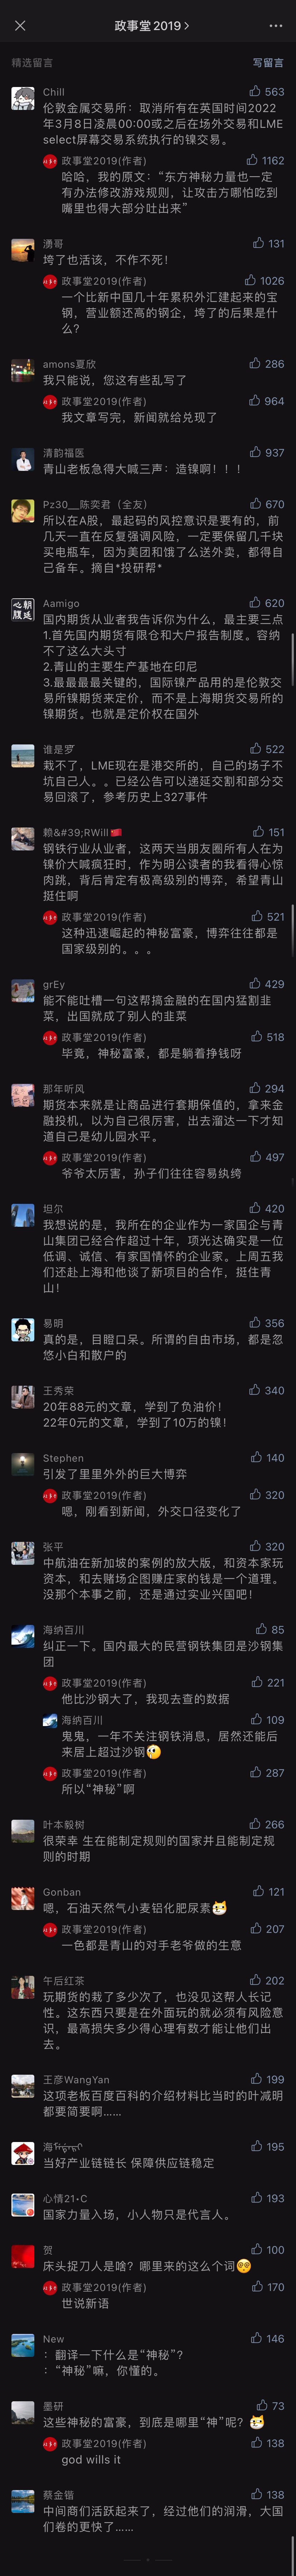 政事堂2019
精选留言
写留言
Chill
563
伦敦金属交易所：取消所有在英国时间2022
年3月8日凌晨00:00或之后在场外交易和LME
select屏幕交易系统执行的镍交易。
政事堂2019(作者)
1162
哈哈，我的原文：“东方神秘力量也一定
有办法修改游戏规则，让攻击方哪怕吃到
嘴里也得大部分吐出来”
湧哥
131
垮了也活该，不作不死！
政事堂2019(作者)
1026
一个比新中国几十年累积外汇建起来的宝
钢，营业额还高的钢企，垮了的后果是什
么？
amons夏欣
286
我只能说，您这有些乱写了
政事堂2019(作者)
964
我文章写完，新闻就给兑现了
清韵福医
937
青山老板急得大喊三声：造镍啊！！！
Pz30__陈奕君（全友）
670
所以在A股，最起码的风控意识是要有的，前
几天一直在反复强调风险，一定要保留几千块
买电瓶车，因为美团和饿了么送外卖，都得自
己备车。摘自*投研帮*
Aamigo
620
国内期货从业者我告诉你为什么，最主要三点
1.首先国内期货有限仓和大户报告制度。容纳
不了这么大头寸
2.青山的主要生产基地在印尼
3.最最最最关键的，国际镍产品用的是伦敦交
易所镍期货来定价，而不是上海期货交易所的
镍期货。也就是定价权在国外
谁是罗
522
栽不了，LME现在是港交所的，自己的场子不
坑自己人。。已经公告可以递延交割和部分交
易回滚了，参考历史上327事件
赖&#39;RWill🇨🇳
151
钢铁行业从业者，这两天当朋友圈所有人在为
镍价大喊疯狂时，作为明公读者的我看得心惊
肉跳，背后肯定有极高级别的博弈，希望青山
挺住啊
政事堂2019(作者)
521
这种迅速崛起的神秘富豪，博弈往往都是
国家级别的。。。
grEy
429
能不能吐槽一句这帮搞金融的在国内猛割韭
菜，出国就成了别人的韭菜
政事堂2019(作者)
518
毕竟，神秘富豪，都是躺着挣钱呀
那年听风
294
期货本来就是让商品进行套期保值的，拿来金
融投机，以为自己很厉害，出去溜达一下才知
道自己是幼儿园水平。
政事堂2019(作者)
497
爷爷太厉害，孙子们往往容易纨绔
坦尔
420
我想说的是，我所在的企业作为一家国企与青
山集团已经合作超过十年，项光达确实是一位
低调、诚信、有家国情怀的企业家。上周五我
们还赴上海和他谈了新项目的合作，挺住青
山！
易明
356
真的是，目瞪口呆。所谓的自由市场，都是忽
悠小白和散户的
王秀荣
340
20年88元的文章，学到了负油价！
22年0元的文章，学到了10万的镍！
Stephen
140
引发了里里外外的巨大博弈
政事堂2019(作者)
320
嗯，刚看到新闻，外交口径变化了
张平
320
中航油在新加坡的案例的放大版，和资本家玩
资本，和去赌场企图赚庄家的钱是一个道理。
没那个本事之前，还是通过实业兴国吧！
海纳百川
85
纠正一下。国内最大的民营钢铁集团是沙钢集
团
政事堂2019(作者)
221
他比沙钢大了，我现去查的数据
海纳百川
109
鬼鬼，一年不关注钢铁消息，居然还能后
来居上超过沙钢
政事堂2019(作者)
287
所以“神秘”啊
叶本毅树
266
很荣幸 生在能制定规则的国家并且能制定规
则的时期
Gonban
121
嗯，石油天然气小麦铝化肥尿素
政事堂2019(作者)
207
一色都是青山的对手老爷做的生意
午后红茶
202
玩期货的栽了多少次了，也没见这帮人长记
性。这东西只要是在外面玩的就必须有风险意
识，最高损失多少得心理有数才能让他们出
去。
王彦WangYan
199
这项老板百度百科的介绍材料比当时的叶减明
都要简要啊……
海
195
当好产业链链长 保障供应链稳定
心情21·C
193
国家力量入场，小人物只是代言人。
贺
100
床头捉刀人是啥？哪里来的这么个词
政事堂2019(作者)
170
世说新语
New
146
：翻译一下什么是“神秘”？
：“神秘”嘛，你懂的。
墨研
73
这些神秘的富豪，到底是哪里“神”呢？
政事堂2019(作者)
138
god wills it
蔡金锴
138
中间商们活跃起来了，经过他们的润滑，大国
们卷的更快了……